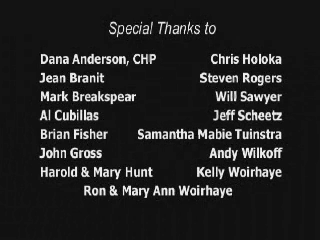 Special Thanks to
Dana Anderson, CHP Chris Holoka
Jean Branit Steven Rogers
Mark Breakspear Will Sawyer
Al Cubillas Jeff Scheetz
Brian Fisher Samantha Mabie Tuinstra
John Gross Andy Wilkoff
Harold & Mary Hunt Kelly Woirhaye
Ron & Mary Ann Woirhaye